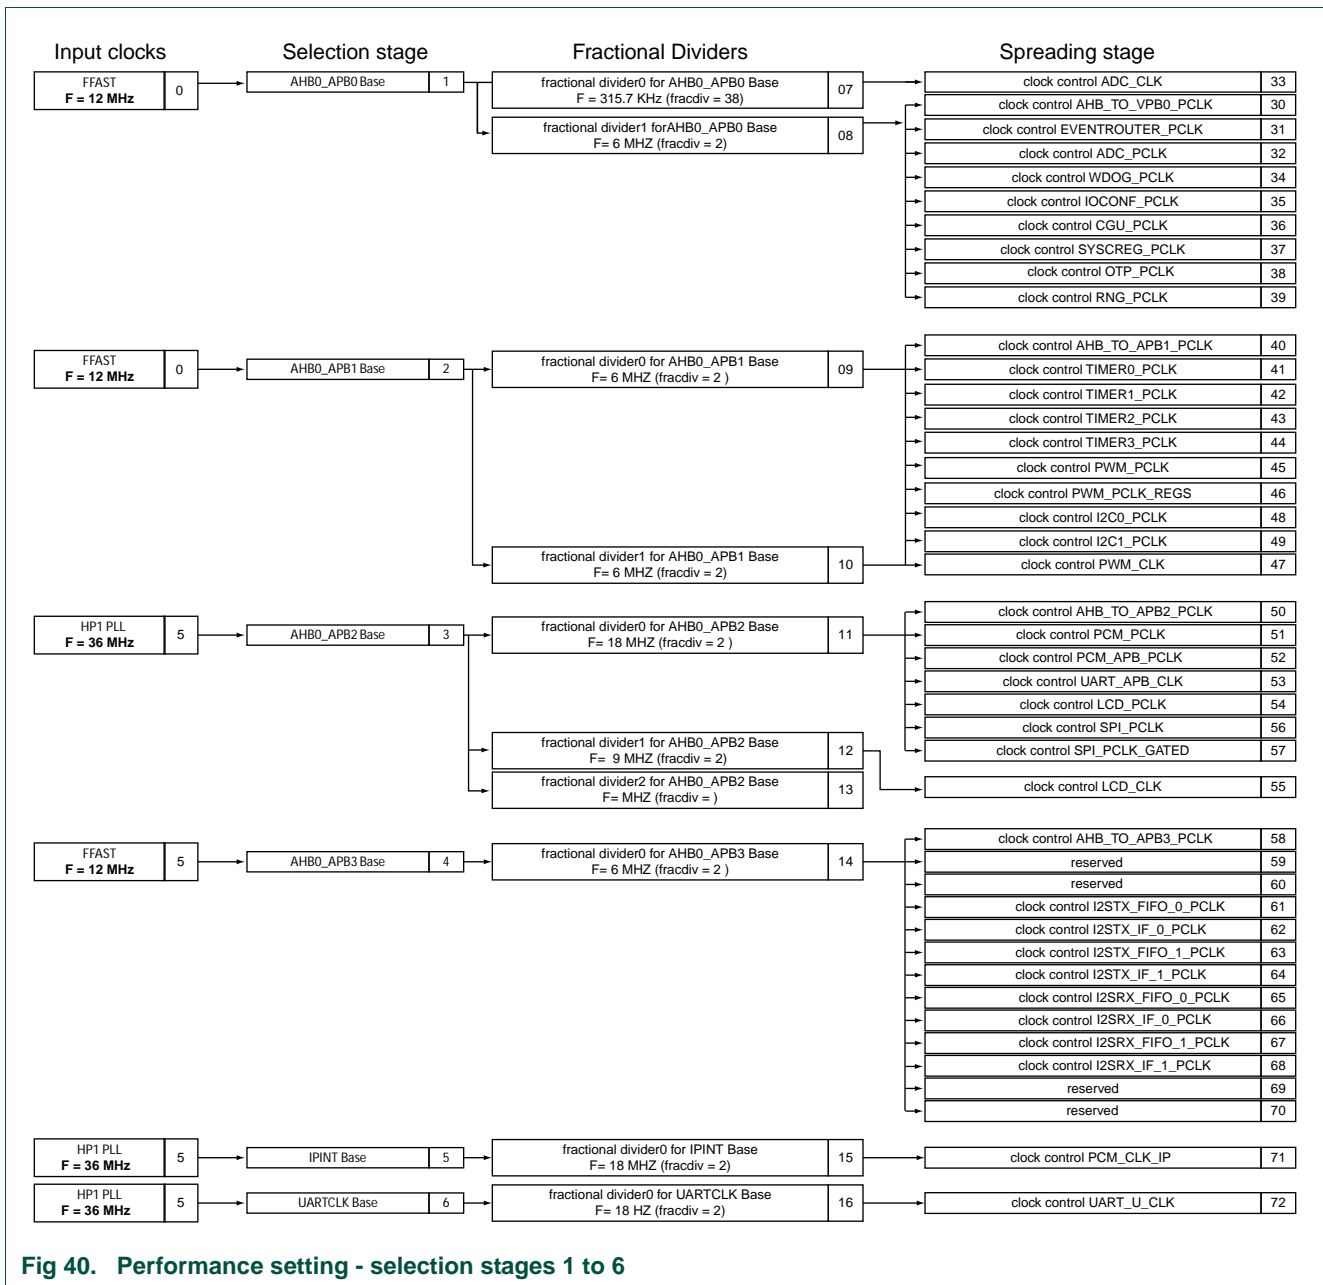 Input clocks
Selection stage
Fractional Dividers
Spreading stage
FFAST
F = 12 MHz
0
AHB0_APB0 Base
1
fractional divider0 for AHB0_APB0 Base
F = 315.7 KHz (fracdiv = 38)
07
fractional divider1 forAHB0_APB0 Base
F= 6 MHZ (fracdiv = 2)
08
clock control ADC_CLK 33
clock control AHB_TO_VPB0_PCLK 30
clock control EVENTROUTER_PCLK 31
clock control ADC_PCLK 32
clock control WDOG_PCLK 34
clock control IOCONF_PCLK 35
clock control CGU_PCLK 36
clock control SYSCREG_PCLK 37
clock control OTP_PCLK 38
clock control RNG_PCLK 39
FFAST
F = 12 MHz
0
AHB0_APB1 Base
2
fractional divider0 for AHB0_APB1 Base
F= 6 MHZ (fracdiv = 2 )
09
fractional divider1 for AHB0_APB1 Base
F= 6 MHZ (fracdiv = 2)
10
clock control AHB_TO_APB1_PCLK 40
clock control TIMER0_PCLK 41
clock control TIMER1_PCLK 42
clock control TIMER2_PCLK 43
clock control TIMER3_PCLK 44
clock control PWM_PCLK 45
clock control PWM_PCLK_REGS 46
clock control I2C0_PCLK 48
clock control I2C1_PCLK 49
clock control PWM_CLK 47
HP1 PLL
F = 36 MHz
5
AHB0_APB2 Base
3
fractional divider0 for AHB0_APB2 Base
F= 18 MHZ (fracdiv = 2 )
11
fractional divider1 for AHB0_APB2 Base
F=  9 MHZ (fracdiv = 2)
12
fractional divider2 for AHB0_APB2 Base
F= MHZ (fracdiv = )
13
clock control AHB_TO_APB2_PCLK 50
clock control PCM_PCLK 51
clock control PCM_APB_PCLK 52
clock control UART_APB_CLK 53
clock control LCD_PCLK 54
clock control SPI_PCLK 56
clock control SPI_PCLK_GATED 57
clock control LCD_CLK 55
FFAST
F = 12 MHz
5
AHB0_APB3 Base
4
fractional divider0 for AHB0_APB3 Base
F= 6 MHZ (fracdiv = 2 )
14
clock control AHB_TO_APB3_PCLK 58
reserved 59
reserved 60
clock control I2STX_FIFO_0_PCLK 61
clock control I2STX_IF_0_PCLK 62
clock control I2STX_FIFO_1_PCLK 63
clock control I2STX_IF_1_PCLK 64
clock control I2SRX_FIFO_0_PCLK 65
clock control I2SRX_IF_0_PCLK 66
clock control I2SRX_FIFO_1_PCLK 67
clock control I2SRX_IF_1_PCLK 68
reserved 69
reserved 70
HP1 PLL
F = 36 MHz
5
IPINT Base
5
fractional divider0 for IPINT Base
F= 18 MHZ (fracdiv = 2)
15
clock control PCM_CLK_IP 71
HP1 PLL
F = 36 MHz
5
UARTCLK Base
6
fractional divider0 for UARTCLK Base
F= 18 HZ (fracdiv = 2)
16
clock control UART_U_CLK 72
Fig 40. Performance setting - selection stages 1 to 6